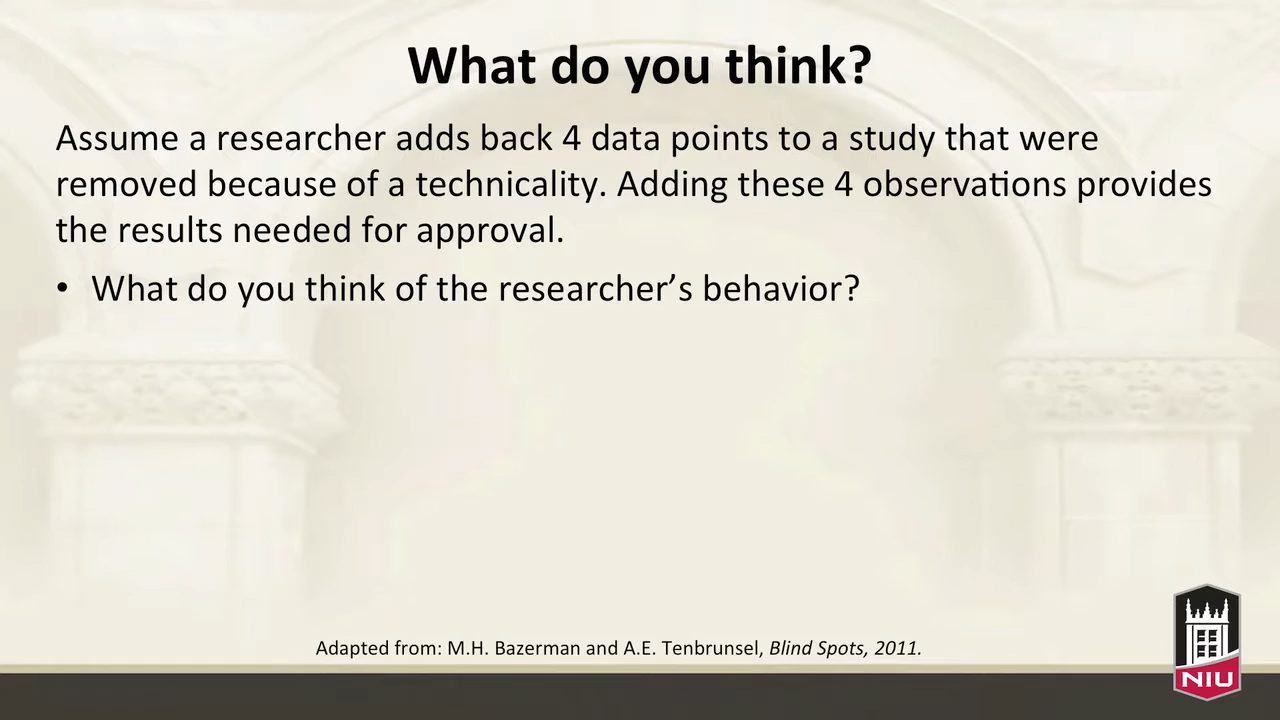 What do you think?
Assume a researcher adds back 4 data points to a study that were
removed because of a technicality. Adding these 4 observations provides
the results needed for approval.
• What do you think of the researcher’s behavior?
Adapted from: M.H. Bazerman and A.E. Tenbrunsel, Blind Spots, 2011.
NIU